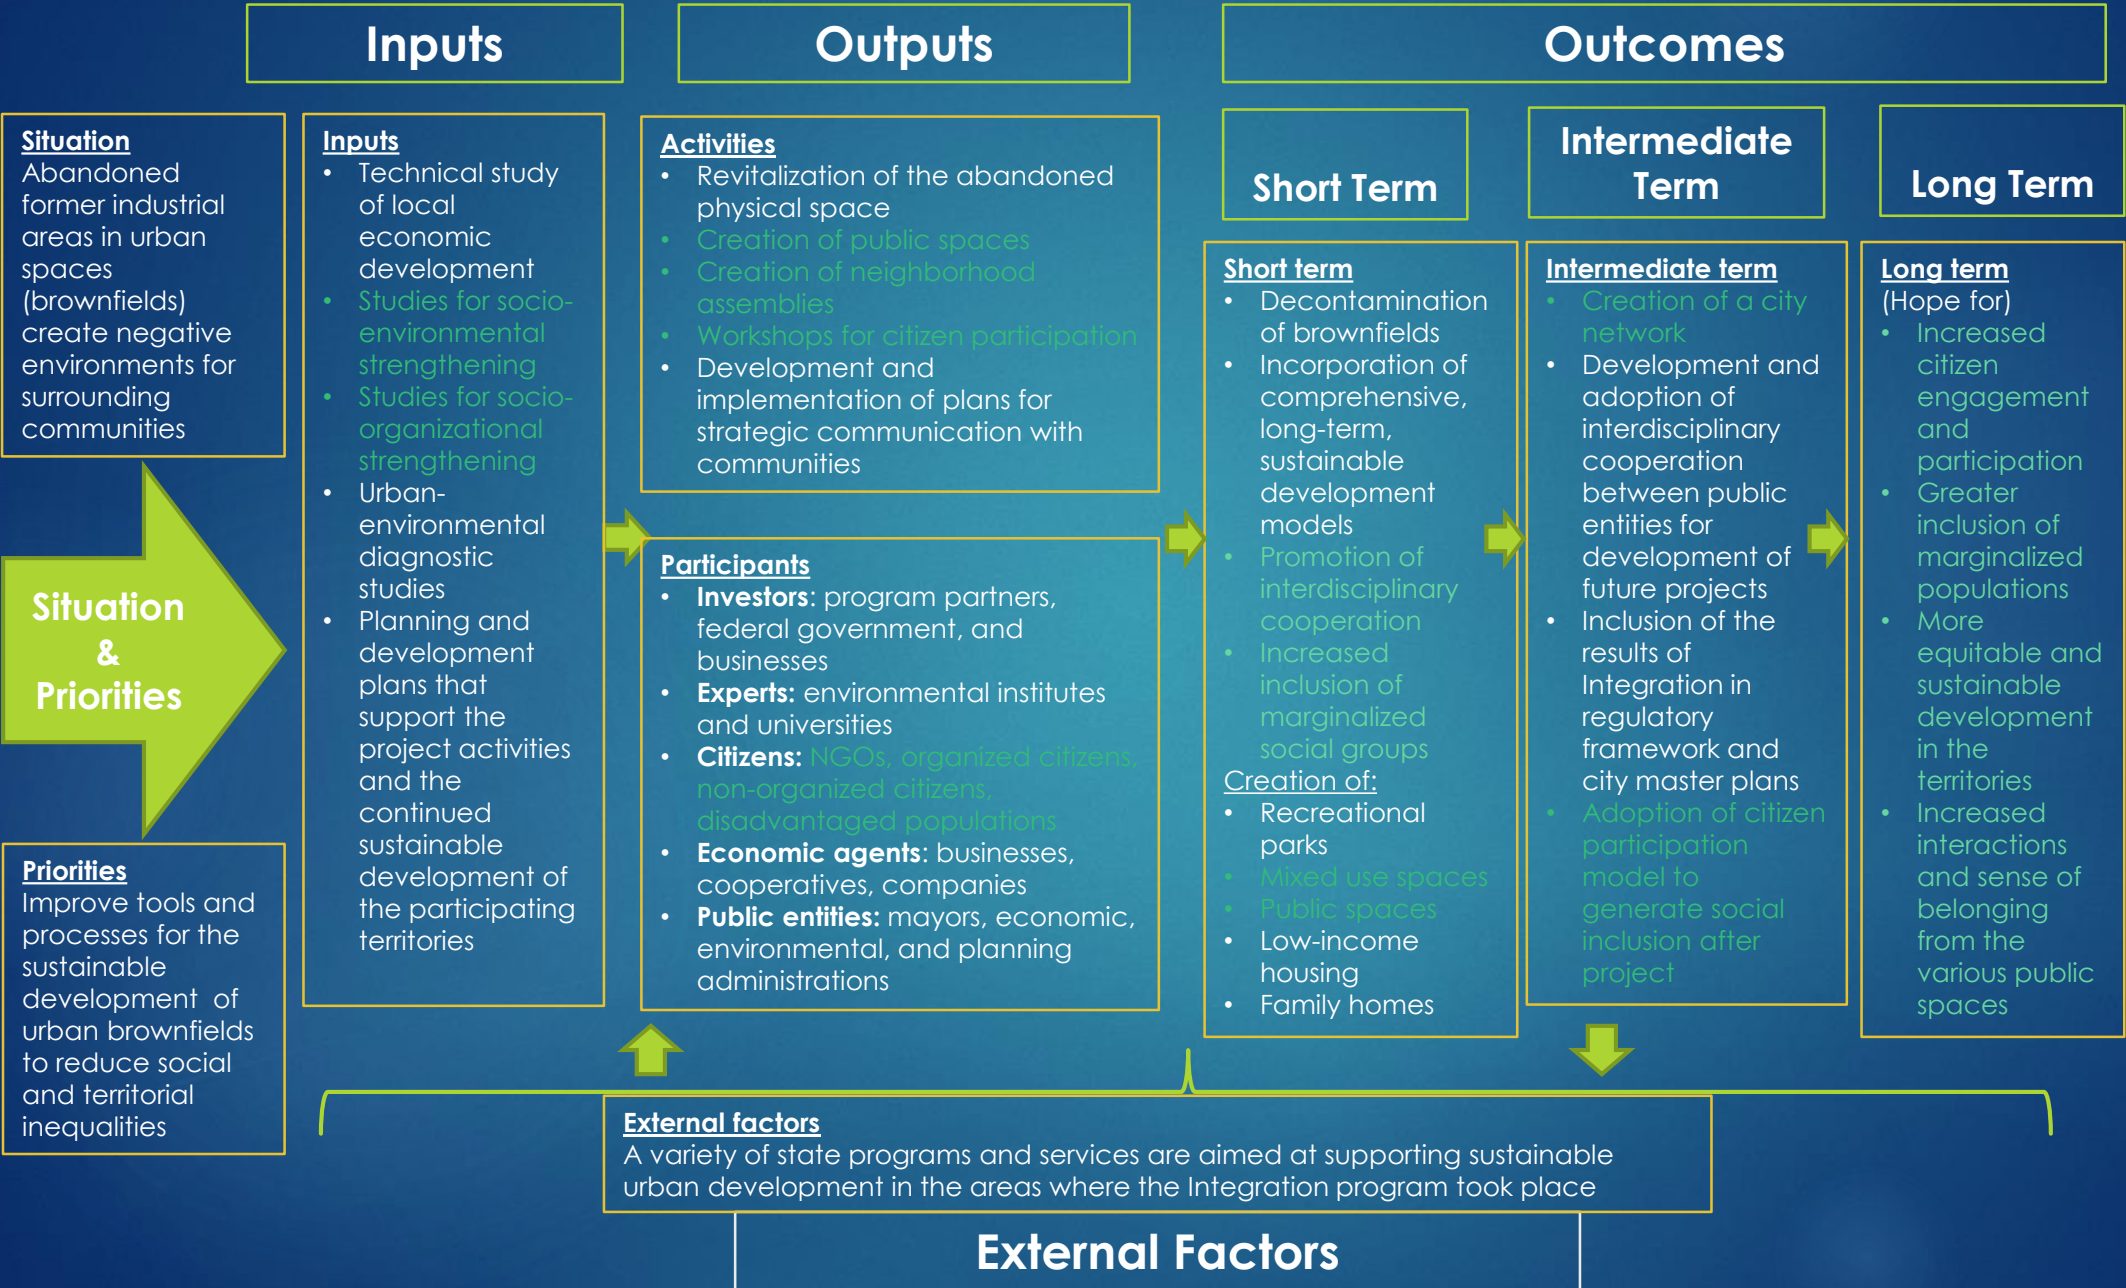 Inputs
Outputs
Outcomes
Situation
Abandoned
former industrial
areas in urban
spaces
(brownfields)
create negative
environments for
surrounding
communities
Situation
&
Priorities
Priorities
Improve tools and
processes for the
sustainable
development of
urban brownfields
to reduce social
and territorial
inequalities
Inputs
• Technical study
of local
economic
development
• Studies for socio-
environmental
strengthening
• Studies for socio-
organizational
strengthening
• Urban-
environmental
diagnostic
studies
• Planning and
development
plans that
support the
project activities
and the
continued
sustainable
development of
the participating
territories
Activities
• Revitalization of the abandoned
physical space
• Creation of public spaces
• Creation of neighborhood
assemblies
• Workshops for citizen participation
• Development and
implementation of plans for
strategic communication with
communities
Participants
• Investors: program partners,
federal government, and
businesses
• Experts: environmental institutes
and universities
• Citizens: NGOs, organized citizens,
non-organized citizens,
disadvantaged populations
• Economic agents: businesses,
cooperatives, companies
• Public entities: mayors, economic,
environmental, and planning
administrations
Short Term
Short term
• Decontamination
of brownfields
• Incorporation of
comprehensive,
long-term,
sustainable
development
models
• Promotion of
interdisciplinary
cooperation
• Increased
inclusion of
marginalized
social groups
Creation of:
• Recreational
parks
• Mixed use spaces
• Public spaces
• Low-income
housing
• Family homes
Intermediate
Term
Intermediate term
• Creation of a city
network
• Development and
adoption of
interdisciplinary
cooperation
between public
entities for
development of
future projects
• Inclusion of the
results of
Integration in
regulatory
framework and
city master plans
• Adoption of citizen
participation
model to
generate social
inclusion after
project
Long Term
Long term
(Hope for)
• Increased
citizen
engagement
and
participation
• Greater
inclusion of
marginalized
populations
• More
equitable and
sustainable
development
in the
territories
• Increased
interactions
and sense of
belonging
from the
various public
spaces
External factors
A variety of state programs and services are aimed at supporting sustainable
urban development in the areas where the Integration program took place
External Factors